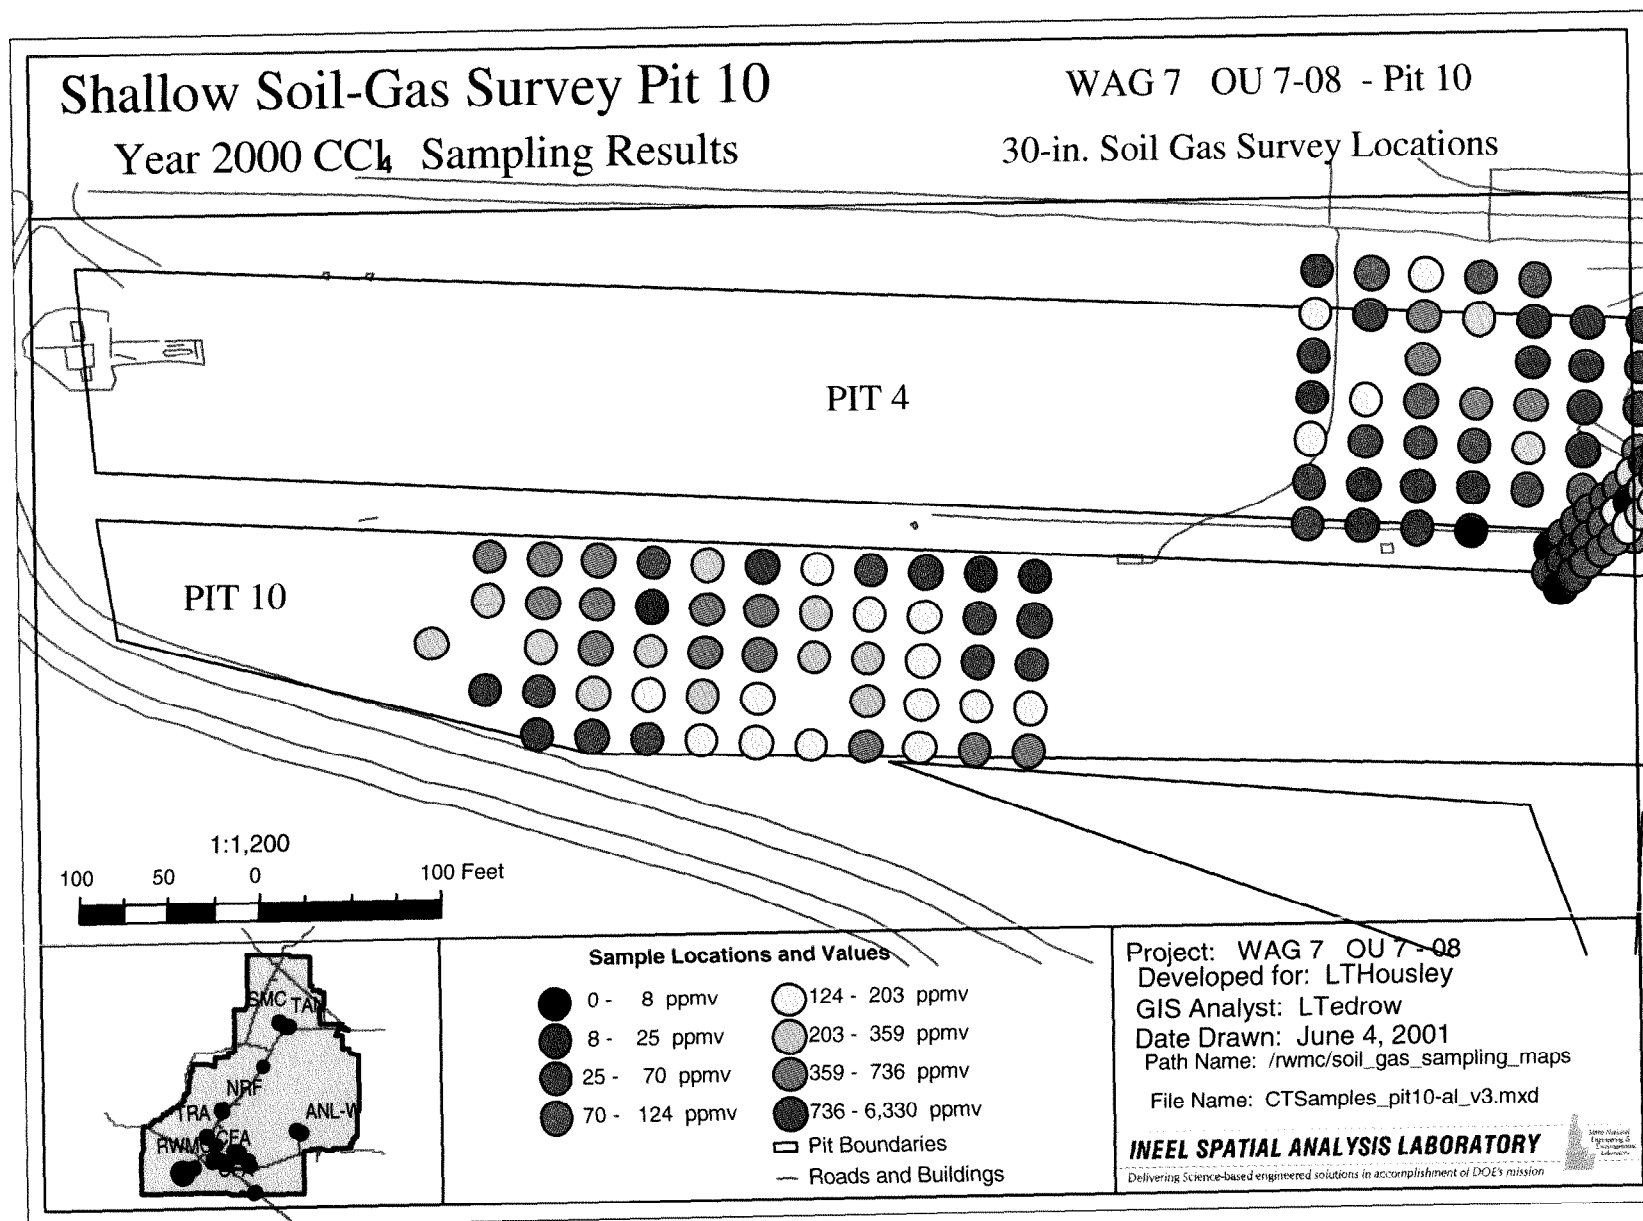 Shallow Soil-Gas Survey Pit 10
WAG 7 OU 7-08 - Pit 10
Year 2000 CCl4 Sampling Results
30-in. Soil Gas Survey Locations
PIT 4
PIT 10
1:1,200
100 50 0 100 Feet
SMC TAN
NRF
TRA
ANL-W
RWMC CFA
Sample Locations and Values
0 - 8 ppmv
8 - 25 ppmv
25 - 70 ppmv
70 - 124 ppmv
124 - 203 ppmv
203 - 359 ppmv
359 - 736 ppmv
736 - 6,330 ppmv
Pit Boundaries
Roads and Buildings
Project: WAG 7 OU 7 - 08
Developed for: LTHousley
GIS Analyst: LTedrow
Date Drawn: June 4, 2001
Path Name: /rwmc/soil_gas_sampling_maps
File Name: CTSamples_pit10-al_v3.mxd
INEEL SPATIAL ANALYSIS LABORATORY
Delivering Science-based engineered solutions in accomplishment of DOE's mission